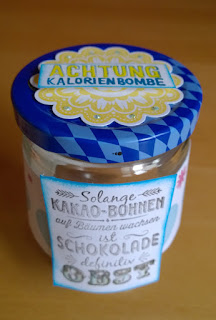 ACHTUNG
KALORIENBOMBE
Solange
KAKAO-BOHNEN
auf Bäumen wachsen
ist
SCHOKOLADE
definitiv
OBST